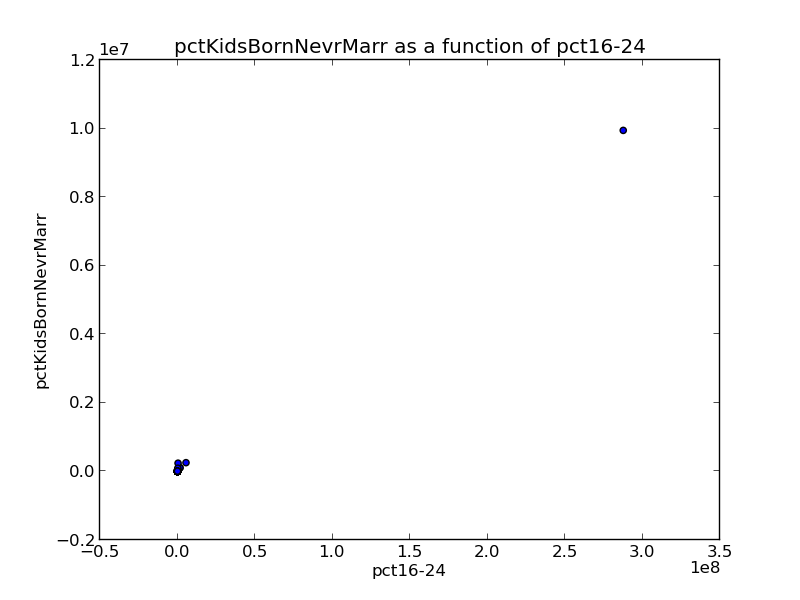 pctKidsBornNevrMarr as a function of pct16-24
1e7
1.2
1.0
0.8
0.6
0.4
0.2
0.0
−0.2
pctKidsBornNevrMarr
−0.5 0.0 0.5 1.0 1.5 2.0 2.5 3.0 3.5
1e8
pct16-24